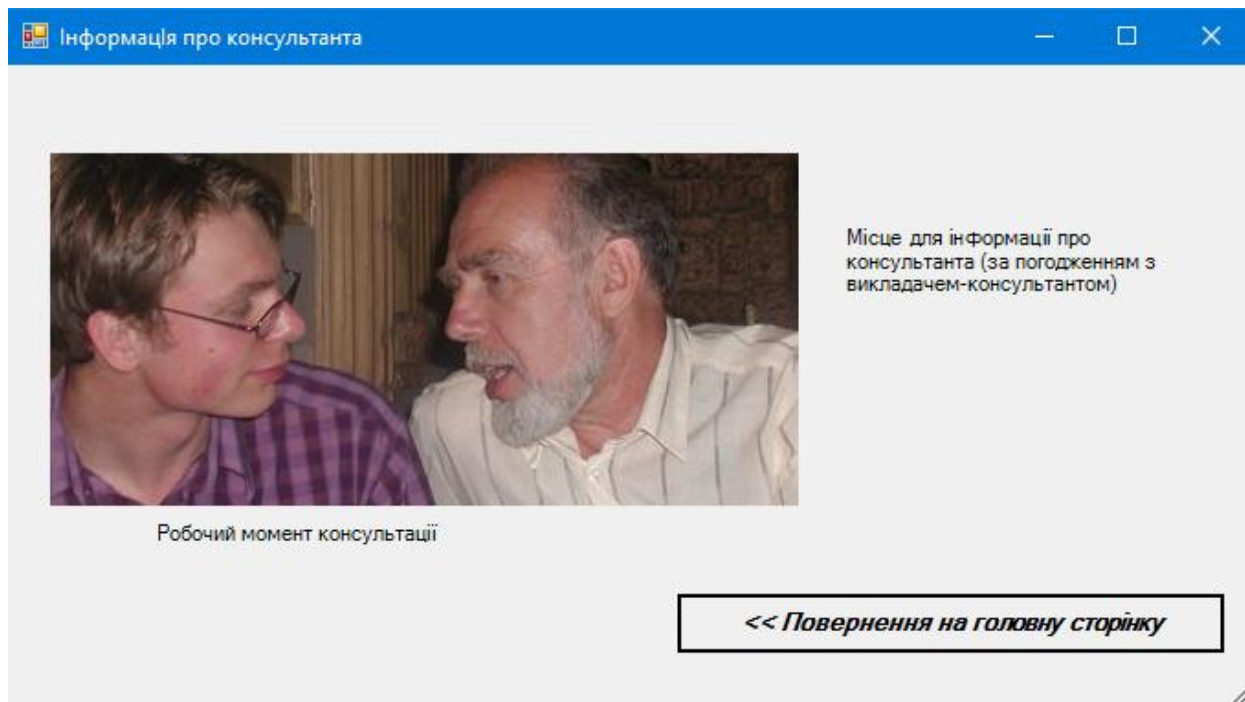 ІнформацІя про консультанта
Місце для інформації про
консультанта (за погодженням з
викладачем-консультантом)
Робочий момент консультації
<< Повернення на головну сторінку